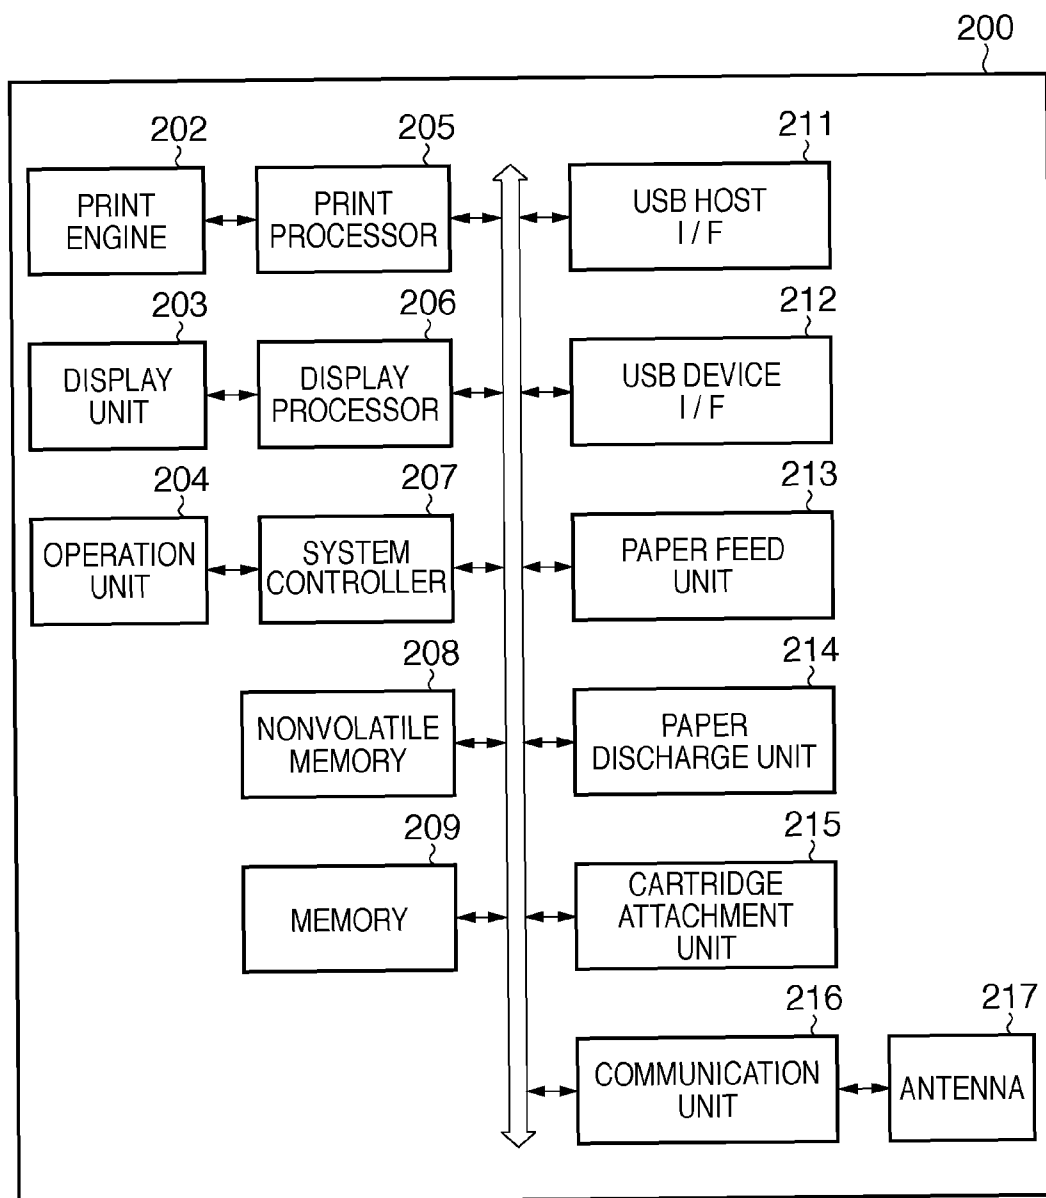 200
202
PRINT
ENGINE
205
PRINT
PROCESSOR
211
USB HOST
I / F
203
DISPLAY
UNIT
206
DISPLAY
PROCESSOR
212
USB DEVICE
I / F
204
OPERATION
UNIT
207
SYSTEM
CONTROLLER
213
PAPER FEED
UNIT
208
NONVOLATILE
MEMORY
214
PAPER
DISCHARGE UNIT
209
MEMORY
215
CARTRIDGE
ATTACHMENT
UNIT
216
COMMUNICATION
UNIT
217
ANTENNA